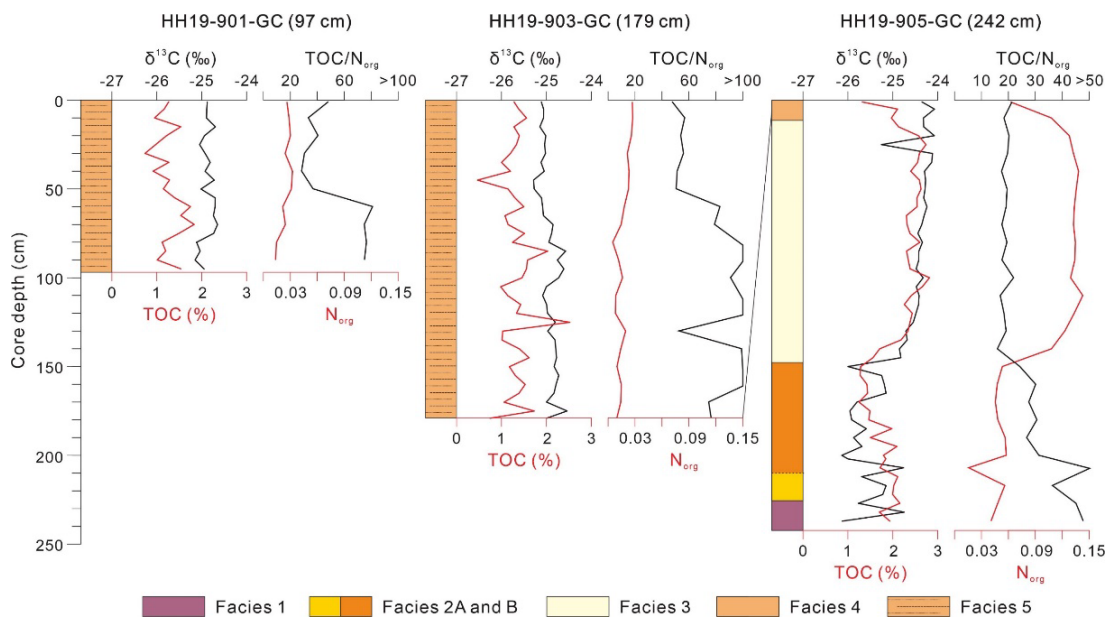 HH19-901-GC (97 cm)
HH19-903-GC (179 cm)
HH19-905-GC (242 cm)
δ¹³C (‰)
TOC/Norg
δ¹³C (‰)
TOC/Norg
δ¹³C (‰)
TOC/Norg
-27 -26 -25 -24 20 60 >100
-27 -26 -25 -24 20 60 >100
-27 -26 -25 -24 10 20 30 40 >50
Core depth (cm)
0
50
100
150
200
250
0 1 2 3 0.03 0.09 0.15
TOC (%)
Norg
0 1 2 3 0.03 0.09 0.15
TOC (%)
Norg
0 1 2 3 0.03 0.09 0.15
TOC (%)
Norg
Facies 1
Facies 2A and B
Facies 3
Facies 4
Facies 5